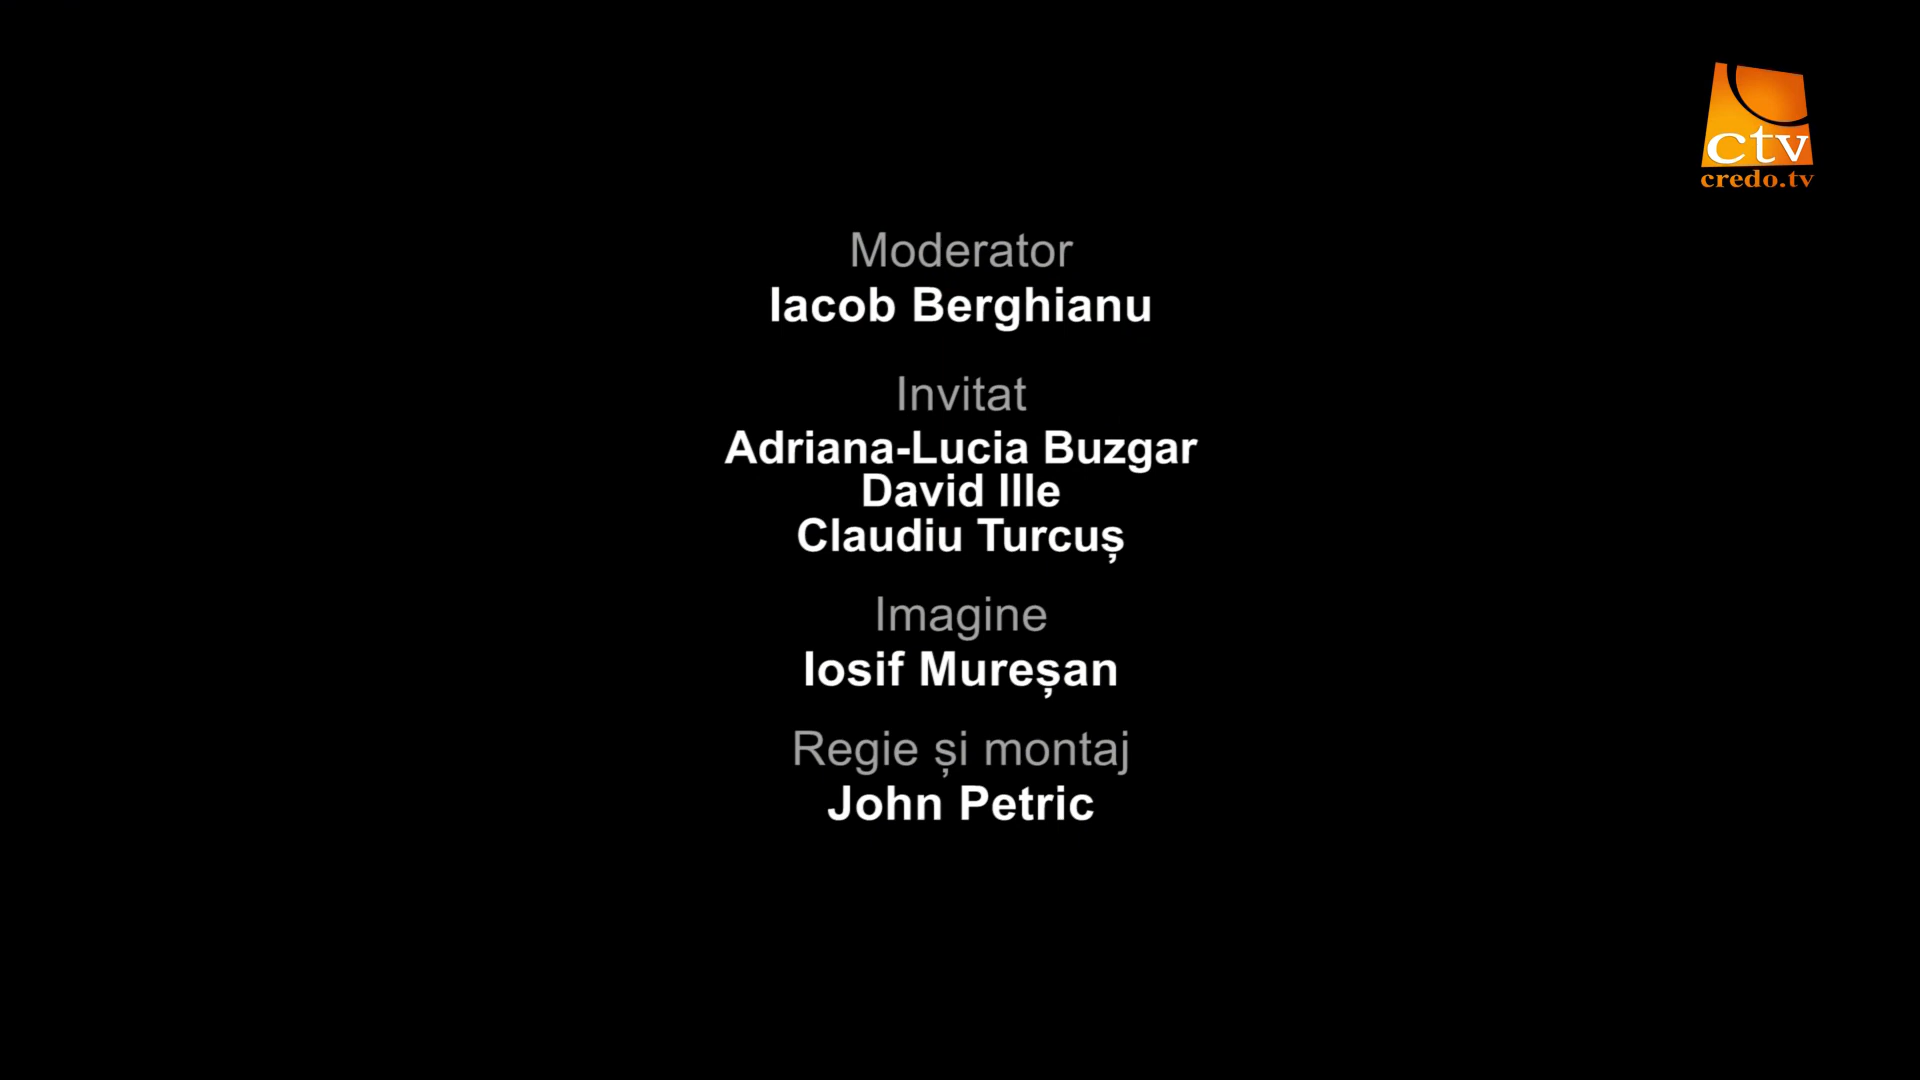 ctv
credo.tv
Moderator
Iacob Berghianu
Invitat
Adriana-Lucia Buzgar
David Ille
Claudiu Turcuș
Imagine
Iosif Mureșan
Regie și montaj
John Petric